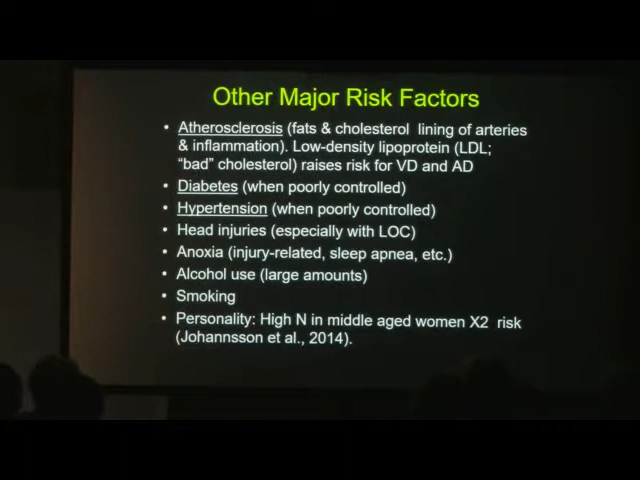 Other Major Risk Factors
• Atherosclerosis (fats & cholesterol lining of arteries
& inflammation). Low-density lipoprotein (LDL;
“bad” cholesterol) raises risk for VD and AD
• Diabetes (when poorly controlled)
• Hypertension (when poorly controlled)
• Head injuries (especially with LOC)
• Anoxia (injury-related, sleep apnea, etc.)
• Alcohol use (large amounts)
• Smoking
• Personality: High N in middle aged women X2 risk
(Johannsson et al., 2014).